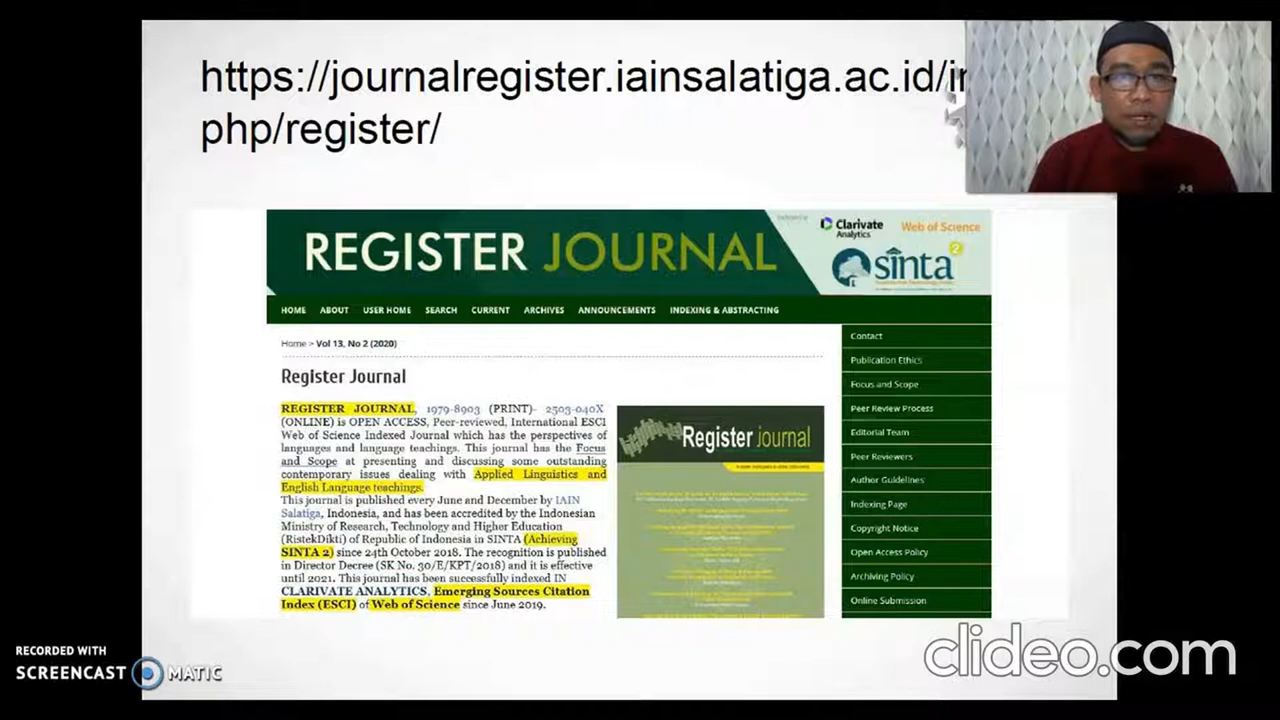 https://journalregister.iainsalatiga.ac.id/in
php/register/
REGISTER JOURNAL
Clarivate
Analytics
Web of Science
sinta
2
HOME ABOUT USER HOME SEARCH CURRENT ARCHIVES ANNOUNCEMENTS INDEXING & ABSTRACTING
Home > Vol 13, No 2 (2020)
Register Journal
REGISTER JOURNAL, 1979-8903 (PRINT)- 2503-040X
(ONLINE) is OPEN ACCESS, Peer-reviewed, International ESCI
Web of Science Indexed Journal which has the perspectives of
languages and language teachings. This journal has the Focus
and Scope at presenting and discussing some outstanding
contemporary issues dealing with Applied Linguistics and
English Language teachings.
This journal is published every June and December by IAIN
Salatiga, Indonesia, and has been accredited by the Indonesian
Ministry of Research, Technology and Higher Education
(RistekDikti) of Republic of Indonesia in SINTA (Achieving
SINTA 2) since 24th October 2018. The recognition is published
in Director Decree (SK No. 30/E/KPT/2018) and it is effective
until 2021. This journal has been successfully indexed IN
CLARIVATE ANALYTICS, Emerging Sources Citation
Index (ESCI) of Web of Science since June 2019.
Register journal
Contact
Publication Ethics
Focus and Scope
Peer Review Process
Editorial Team
Peer Reviewers
Author Guidelines
Indexing Page
Copyright Notice
Open Access Policy
Archiving Policy
Online Submission
RECORDED WITH
SCREENCAST MATIC
clideo.com